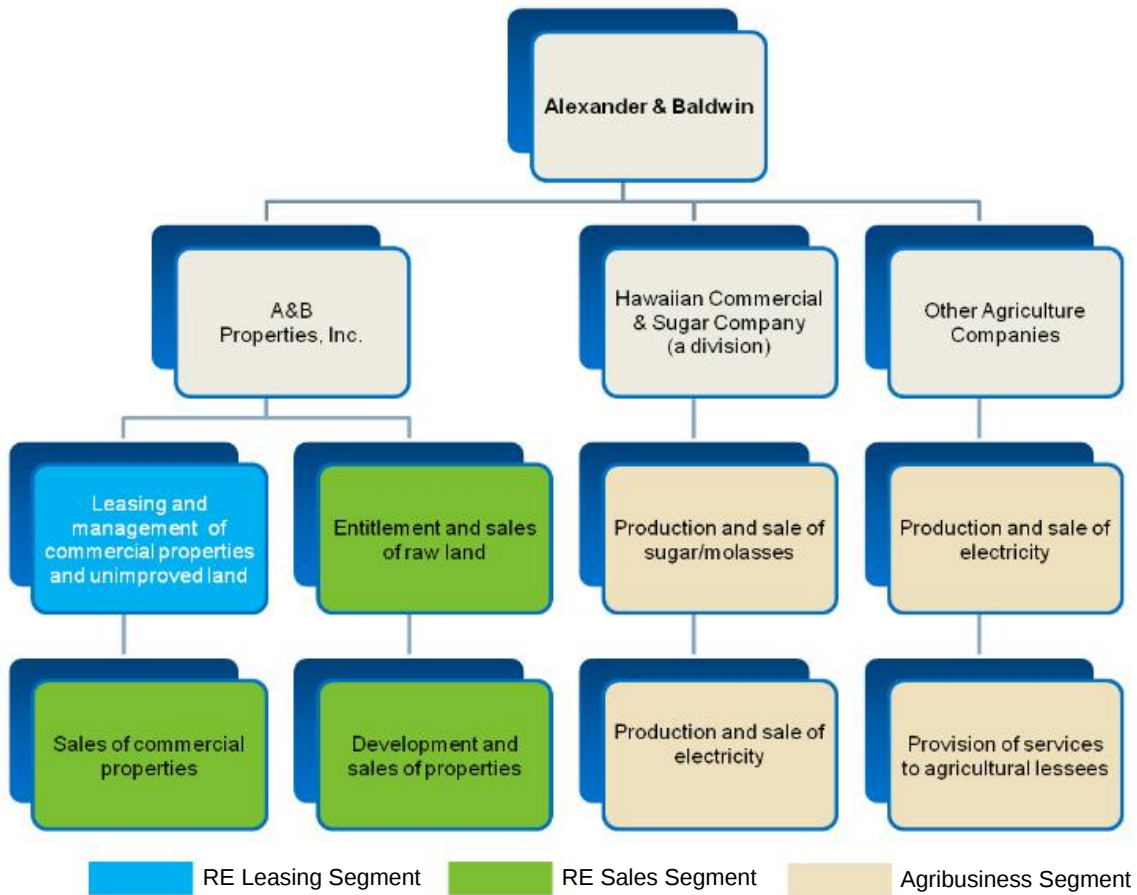 Alexander & Baldwin
A&B
Properties, Inc.
Hawaiian Commercial
& Sugar Company
(a division)
Other Agriculture
Companies
Leasing and
management of
commercial properties
and unimproved land
Entitlement and sales
of raw land
Production and sale of
sugar/molasses
Production and sale of
electricity
Sales of commercial
properties
Development and
sales of properties
Production and sale of
electricity
Provision of services
to agricultural lessees
RE Leasing Segment
RE Sales Segment
Agribusiness Segment